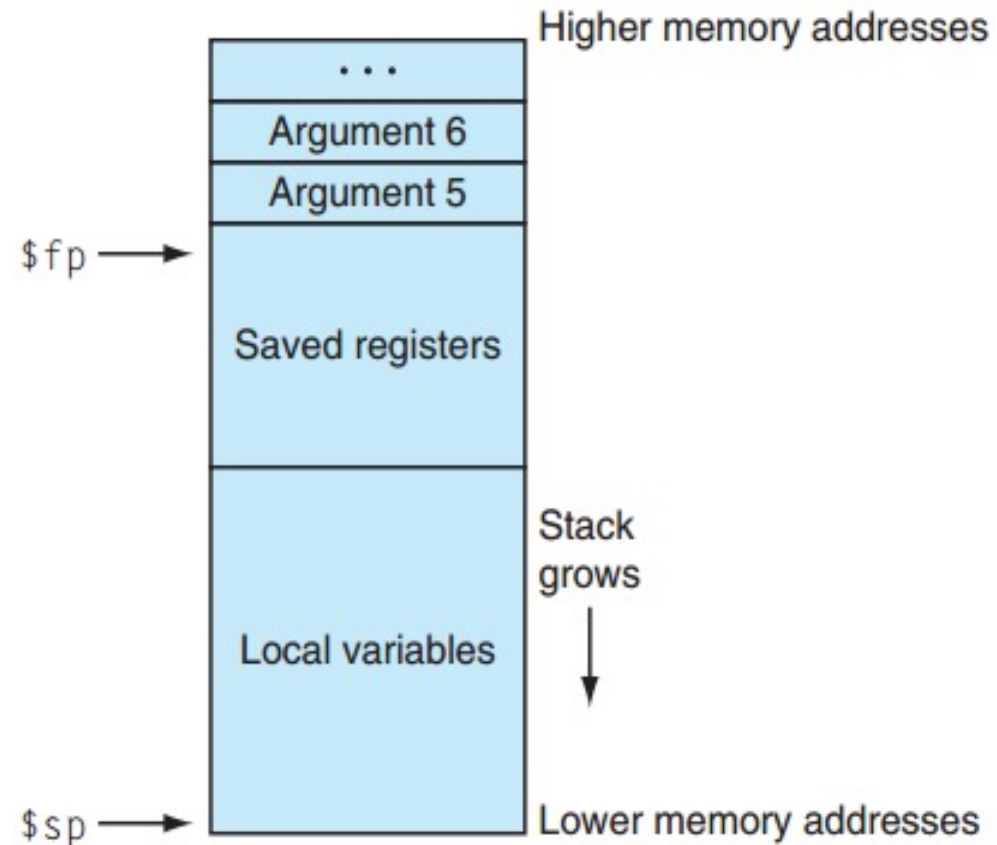 Higher memory addresses
...
Argument 6
Argument 5
$fp
Saved registers
Stack
grows
Local variables
$sp
Lower memory addresses